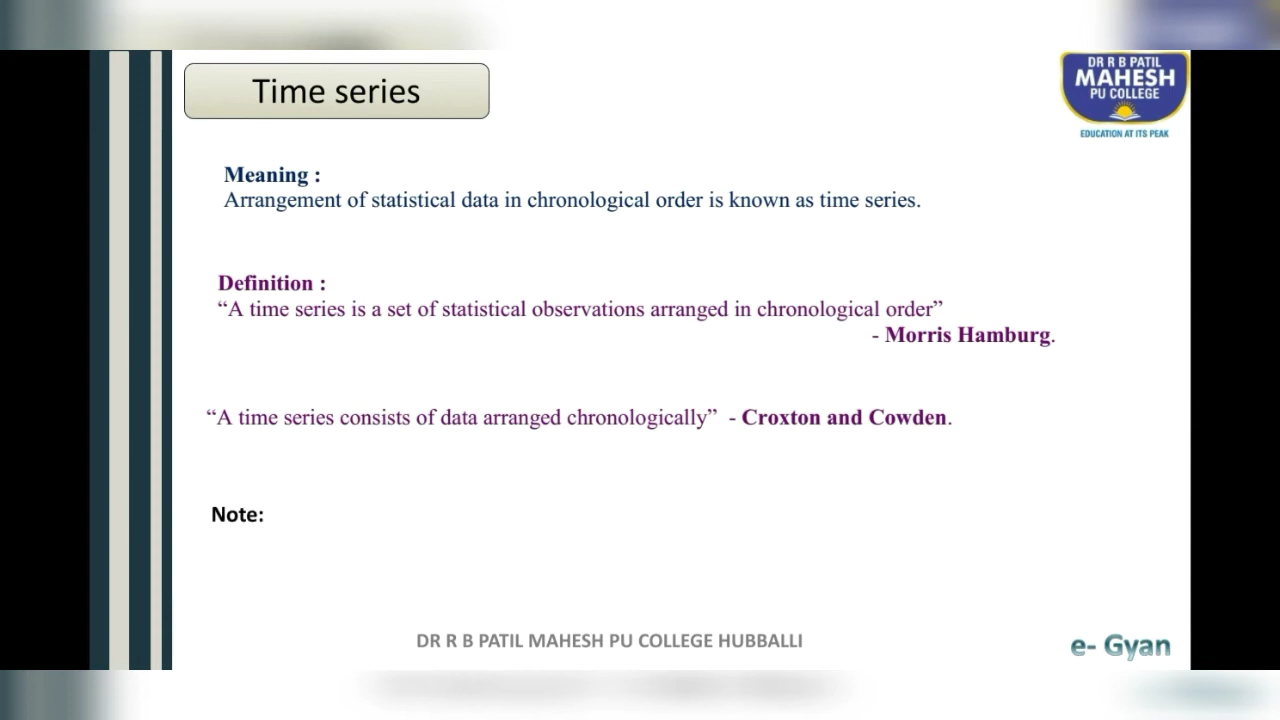 Time series
DR R B PATIL
MAHESH
PU COLLEGE
EDUCATION AT ITS PEAK
Meaning :
Arrangement of statistical data in chronological order is known as time series.
Definition :
“A time series is a set of statistical observations arranged in chronological order”
- Morris Hamburg.
“A time series consists of data arranged chronologically” - Croxton and Cowden.
Note:
DR R B PATIL MAHESH PU COLLEGE HUBBALLI
e- Gyan